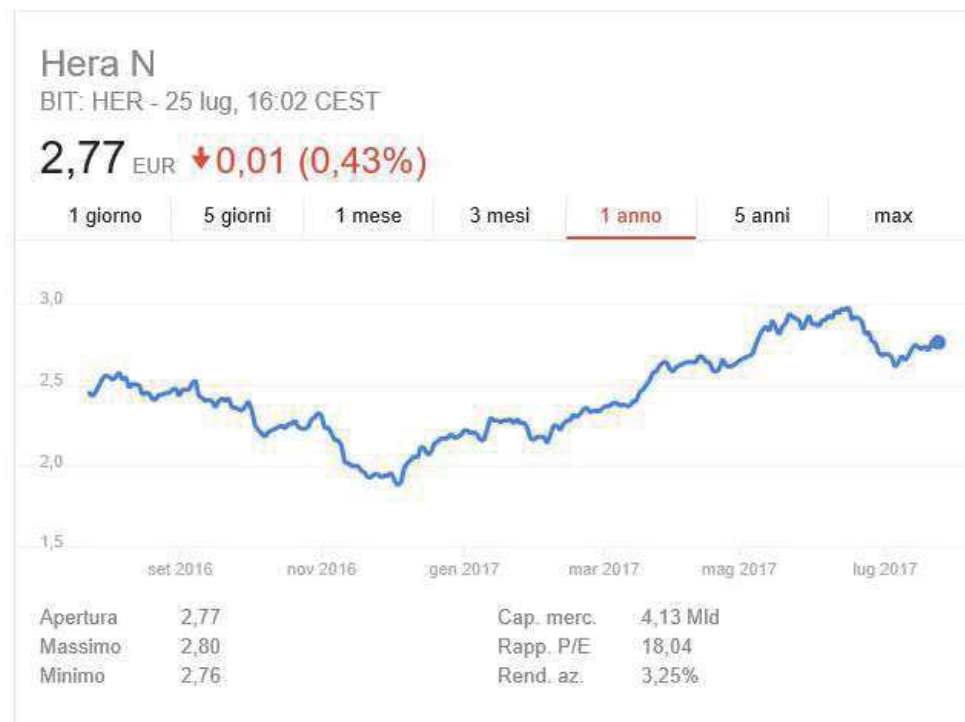 Hera N
BIT: HER - 25 lug, 16:02 CEST
2,77 EUR 0,01 (0,43%)
1 giorno 5 giorni 1 mese 3 mesi 1 anno 5 anni max
3,0
2,5
2,0
1,5
set 2016 nov 2016 gen 2017 mar 2017 mag 2017 lug 2017
Apertura 2,77 Cap. merc. 4,13 Mld
Massimo 2,80 Rapp. P/E 18,04
Minimo 2,76 Rend. az. 3,25%